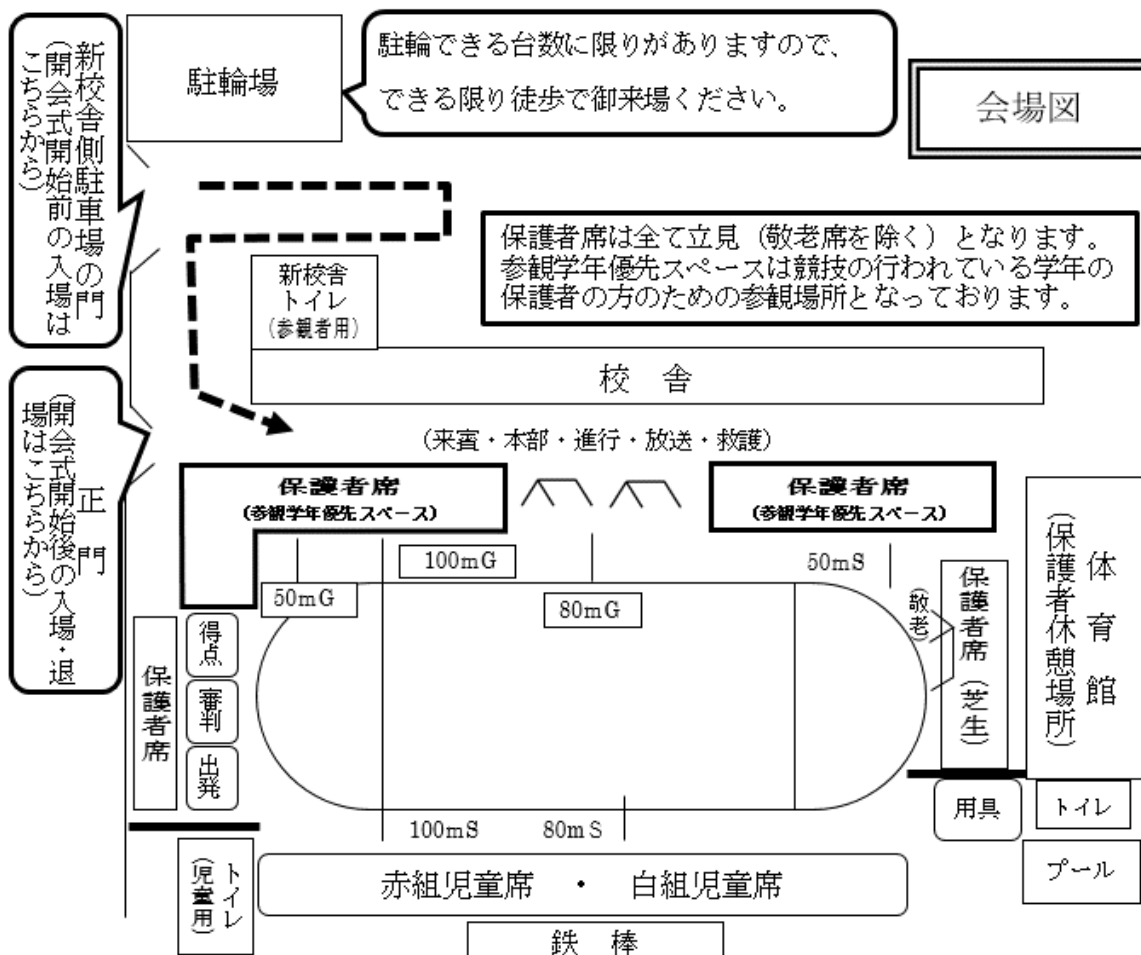 駐輪場
駐輪できる台数に限りがありますので、
できる限り徒歩で御来場ください。
会場図
新校舎側駐車場の門
(開会式開始前の入場は
こちらから)
保護者席は全て立見（敬老席を除く）となります。
参観学年優先スペースは競技の行われている学年の
保護者の方のための参観場所となっております。
新校舎
トイレ
(参観者用)
校 舎
正 門
(開会式開始後の入場・退
場はこちらから)
(来賓・本部・進行・放送・救護)
保護者席
(参観学年優先スペース)
保護者席
(参観学年優先スペース)
100mG
50mS
50mG
80mG
得点
審判
出発
保護者席
(敬老)
保護者席(芝生)
体育館
(保護者休憩場所)
100mS
80mS
用具
トイレ
プール
トイレ
(児童用)
赤組児童席 ・ 白組児童席
鉄 棒